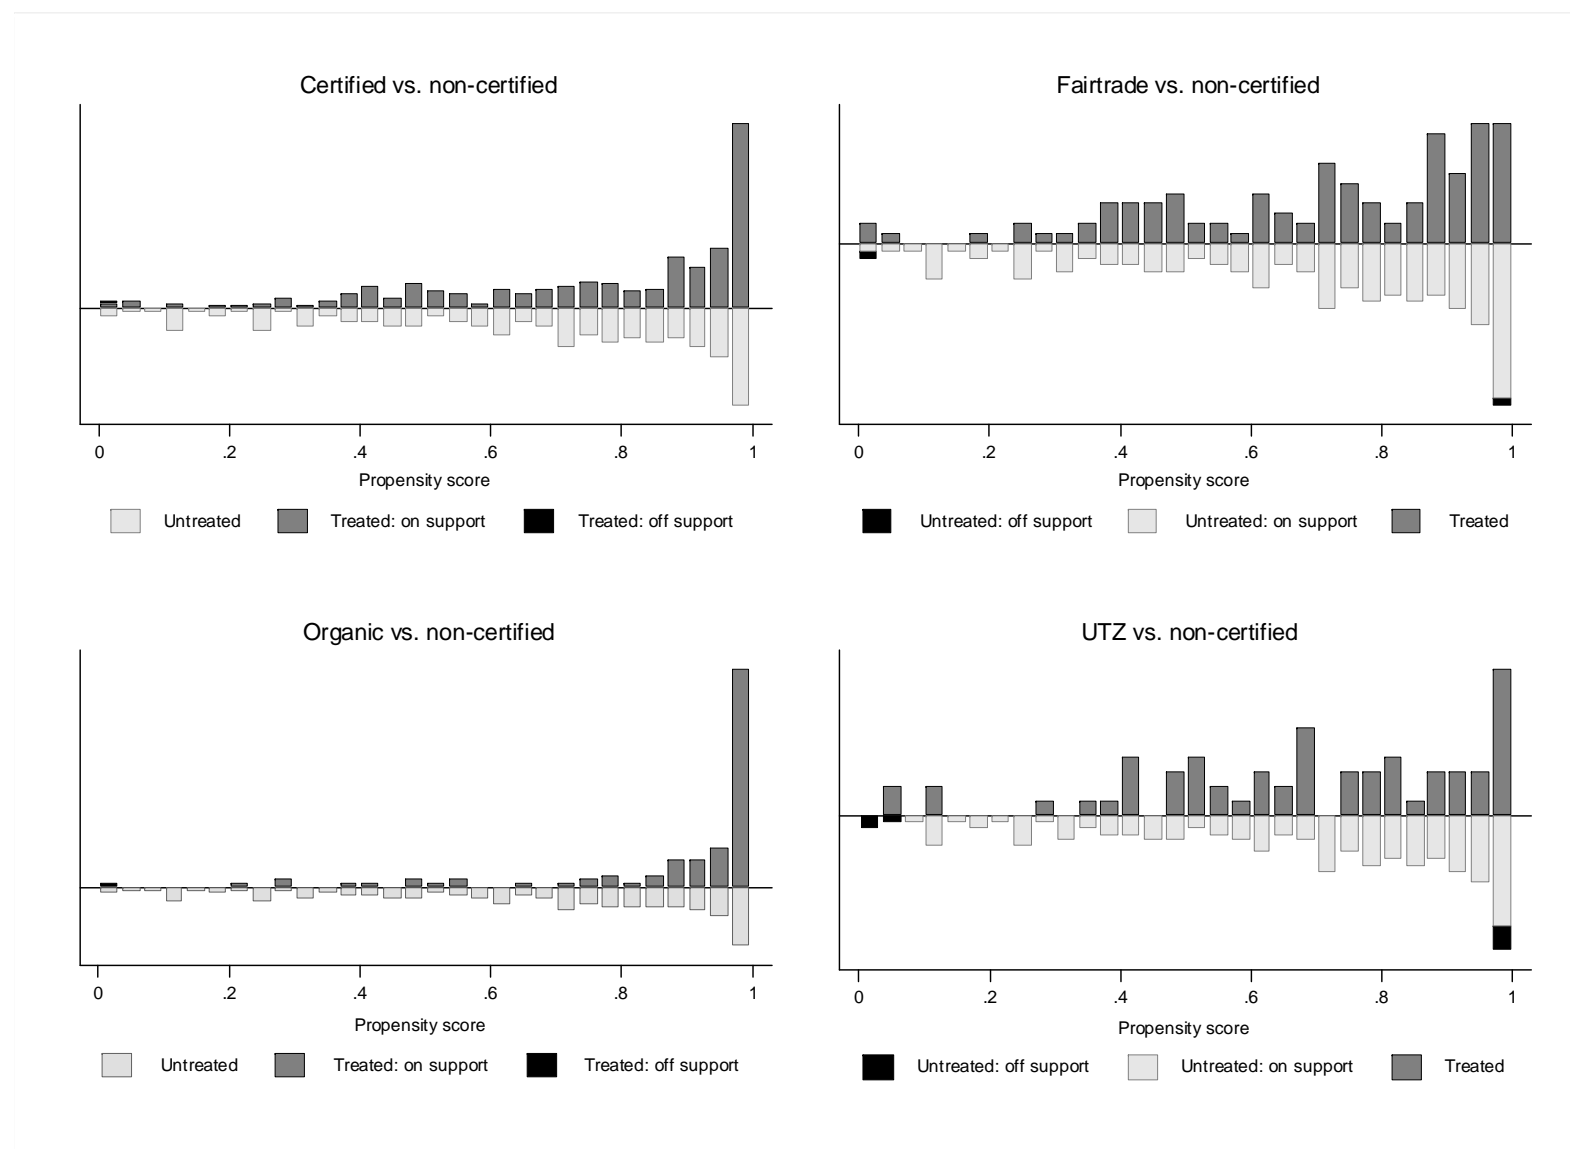 Certified vs. non-certified
0 .2 .4 .6 .8 1
Propensity score
Untreated Treated: on support Treated: off support
Fairtrade vs. non-certified
0 .2 .4 .6 .8 1
Propensity score
Untreated: off support Untreated: on support Treated
Organic vs. non-certified
0 .2 .4 .6 .8 1
Propensity score
Untreated Treated: on support Treated: off support
UTZ vs. non-certified
0 .2 .4 .6 .8 1
Propensity score
Untreated: off support Untreated: on support Treated